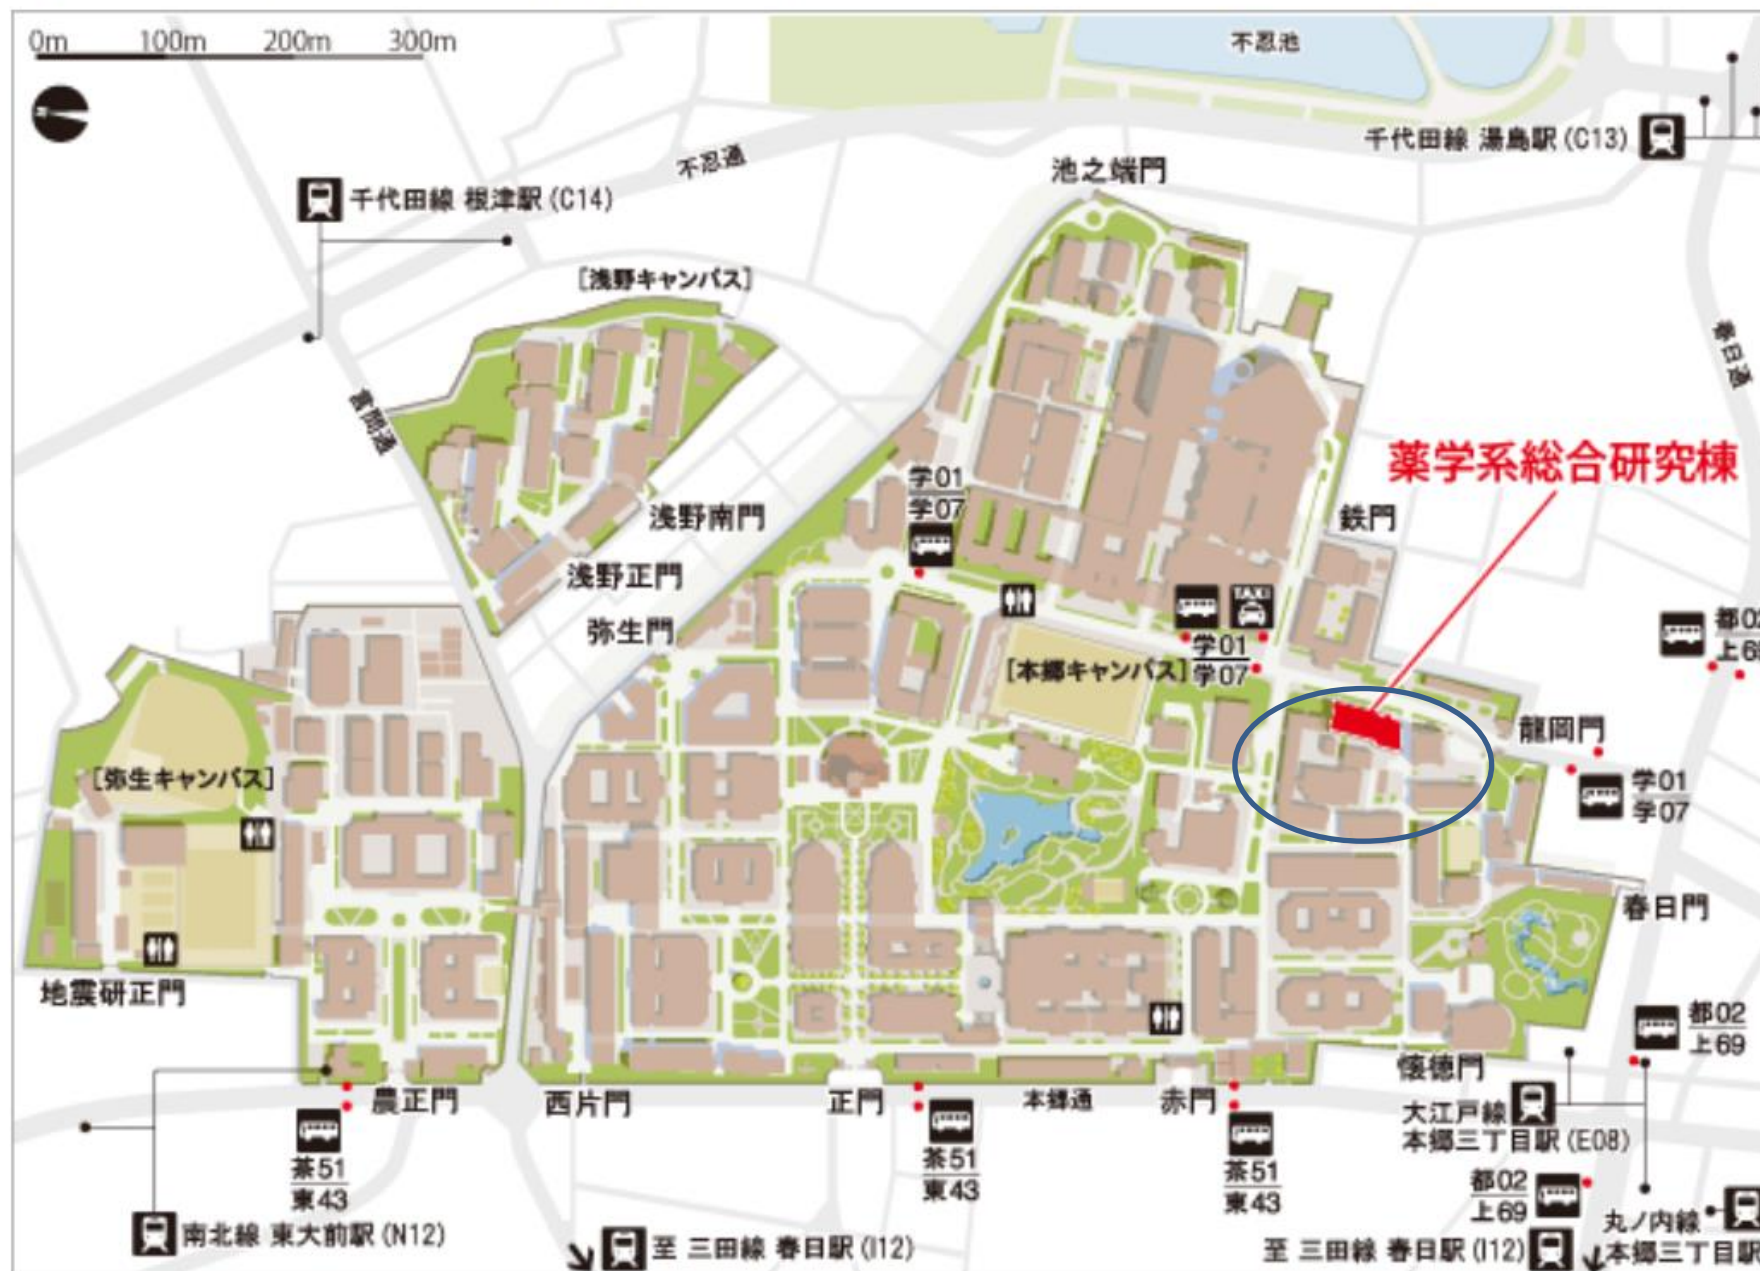 0m 100m 200m 300m
不忍池
千代田線 湯島駅 (C13)
不忍通
池之端門
千代田線 根津駅 (C14)
[浅野キャンパス]
春日通
言問通
薬学系総合研究棟
学01
学07
鉄門
浅野南門
浅野正門
TAXI
弥生門
学01
学07
[本郷キャンパス]
都02
龍岡門
[弥生キャンパス]
学01
学07
春日門
地震研正門
都02
上69
懐徳門
農正門
西片門
正門
本郷通
赤門
大江戸線
本郷三丁目駅 (E08)
茶51
東43
茶51
東43
茶51
東43
都02
上69
丸ノ内線
本郷三丁目駅
南北線 東大前駅 (N12)
至 三田線 春日駅 (I12)
至 三田線 春日駅 (I12)